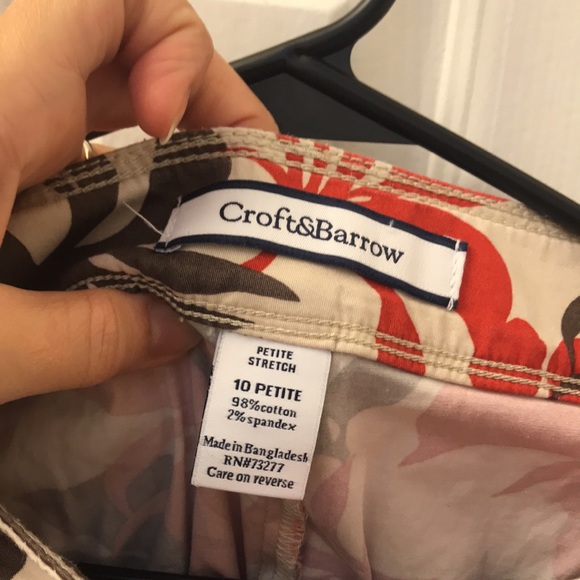 Croft&Barrow
PETITE
STRETCH
10 PETITE
98%cotton
2%spandex
Made in Bangladesh
RN#73277
Care on reverse